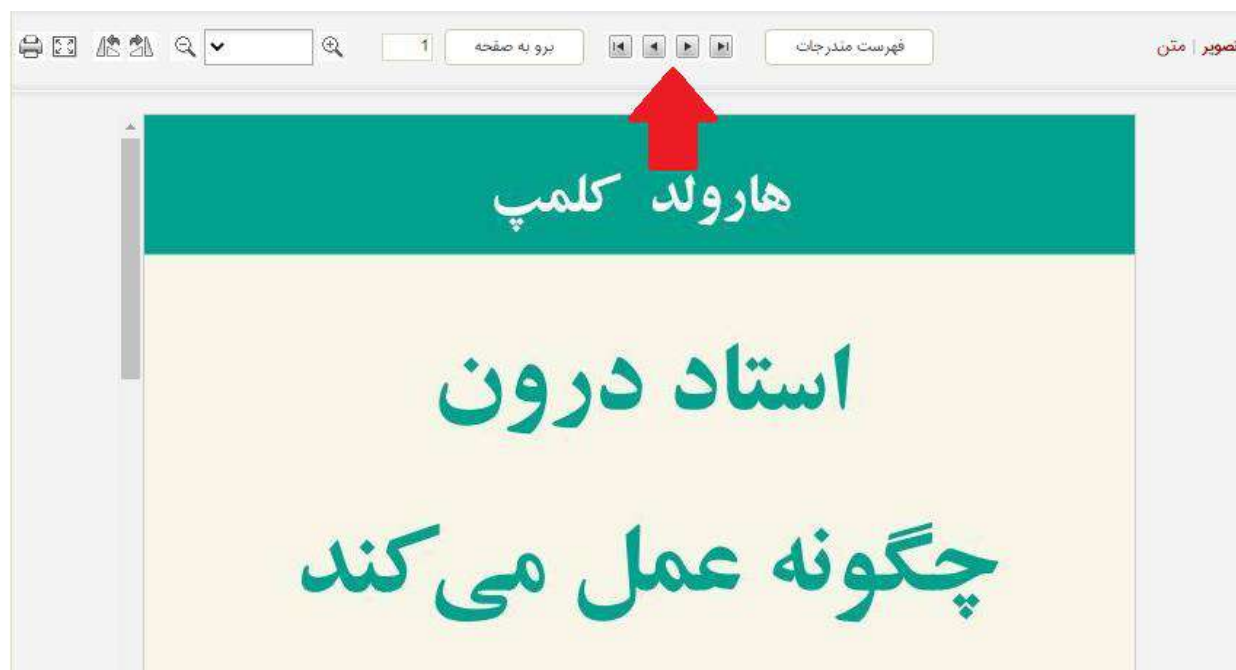 تصویر | متن
فهرست مندرجات
برو به صفحه
1
هارولد کلمپ
استاد درون
چگونه عمل می‌کند